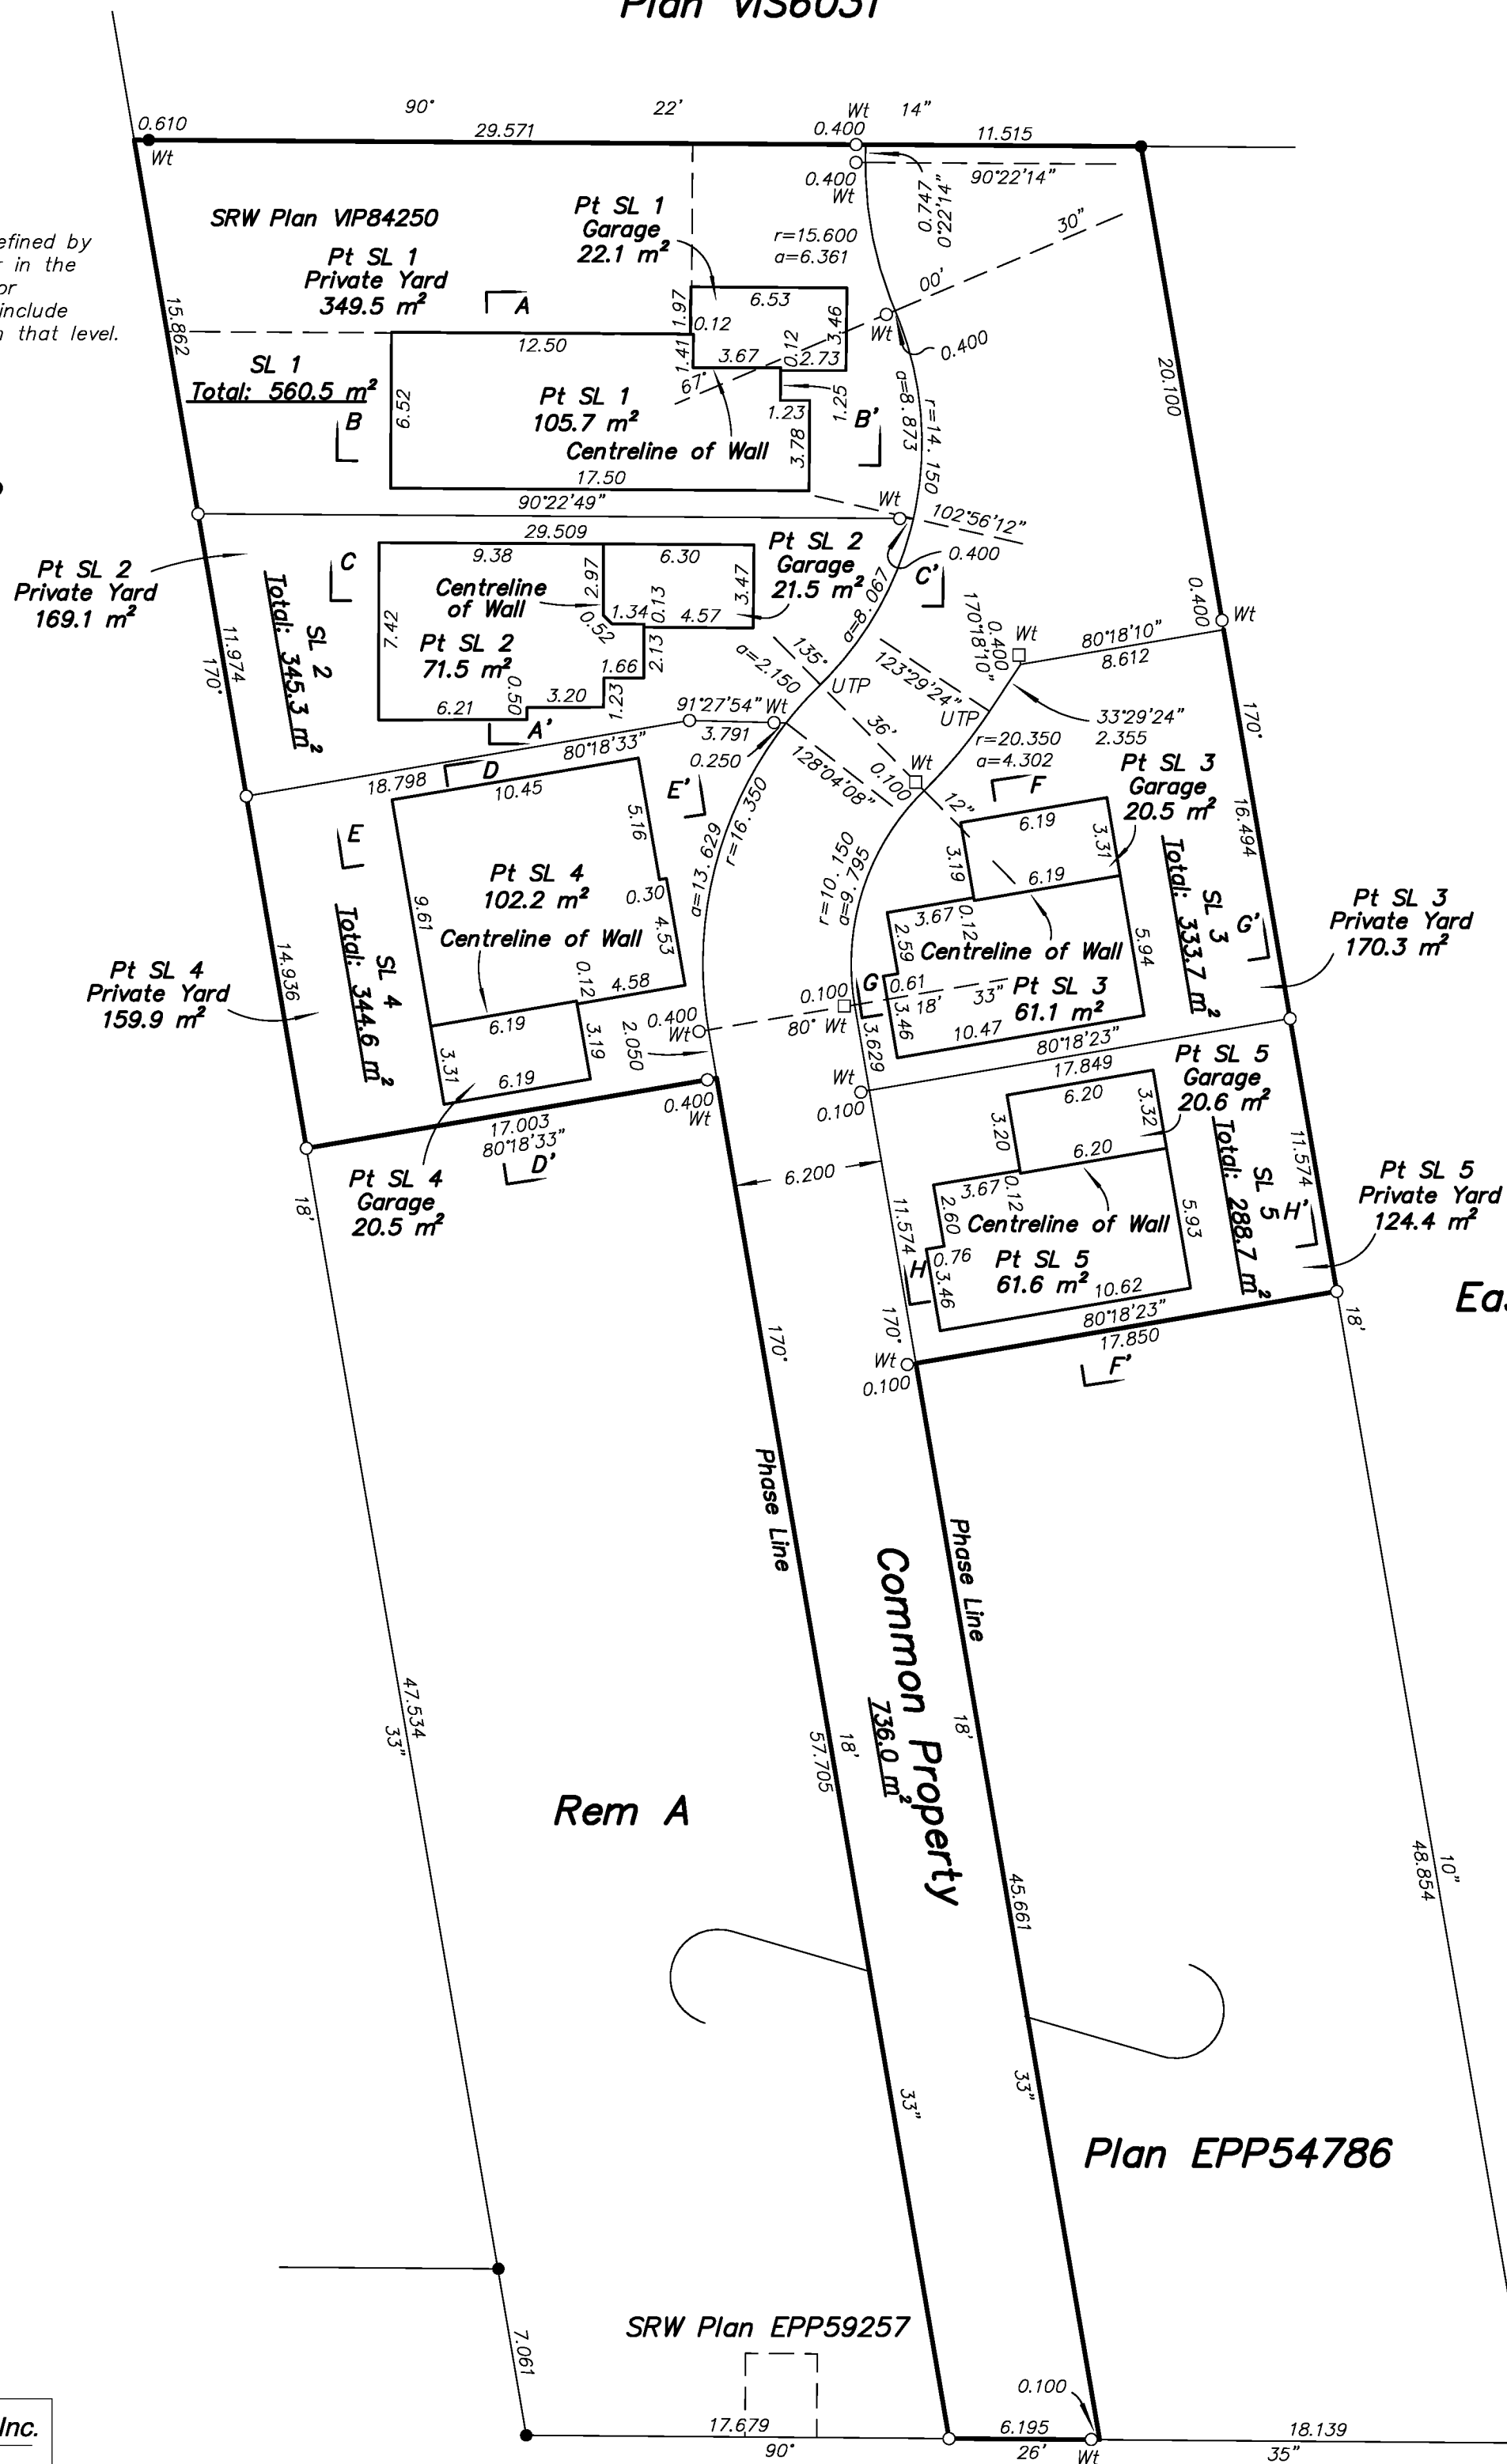 Plan VIS6031
90° 22' 14"
0.610
Wt
29.571
Wt
0.400
11.515
0.400
Wt
0.747
0°22'14"
90°22'14"
SRW Plan VIP84250
Pt SL 1
Garage
22.1 m²
r=15.600
a=6.361
30"
00'
67°
efined by
in the
or
include
that level.
Pt SL 1
Private Yard
349.5 m²
A
15.862
1.97
6.53
0.12
3.46
Wt
0.400
12.50
1.41
3.67
0.12
2.73
20.100
SL 1
Total: 560.5 m²
6.52
Pt SL 1
105.7 m²
1.25
1.23
B
B'
a=8.873
r=14.150
Centreline of Wall
3.78
17.50
90°22'49"
Wt
102°56'12"
29.509
0.400
Pt SL 2
Private Yard
169.1 m²
C
9.38
6.30
Pt SL 2
Garage
21.5 m²
Centreline
of Wall
2.97
3.47
C'
a=8.067
0.52
1.34
0.13
4.57
7.42
Pt SL 2
71.5 m²
2.13
1.66
0.50
3.20
1.23
6.21
SL 2
Total: 345.3 m²
11.974
170°
A'
135°
a=2.150
UTP
123°29'24"
UTP
170°18'10"
0.400
Wt
80°18'10"
8.612
0.400
Wt
33°29'24"
2.355
r=20.350
a=4.302
36'
12"
91°27'54"
Wt
3.791
0.250
128°04'08"
0.100
Wt
170°
80°18'33"
18.798
D
10.45
E'
E
5.16
Pt SL 4
102.2 m²
0.30
9.61
4.53
Centreline of Wall
0.12
4.58
6.19
3.19
3.31
6.19
a=13.629
r=16.350
r=10.150
a=9.795
F
Pt SL 3
Garage
20.5 m²
6.19
3.19
3.31
6.19
3.67
0.12
2.59
Centreline of Wall
5.94
16.494
SL 3
Total: 333.7 m²
G'
Pt SL 3
Private Yard
170.3 m²
G
0.61
18'
33"
Pt SL 3
61.1 m²
3.46
10.47
0.100
80° Wt
3.629
Pt SL 4
Private Yard
159.9 m²
14.936
SL 4
Total: 344.6 m²
2.050
0.400
Wt
80°18'23"
17.849
Wt
0.100
0.400
Wt
17.003
80°18'33"
D'
18'
Pt SL 4
Garage
20.5 m²
6.200
Pt SL 5
Garage
20.6 m²
6.20
3.20
3.32
6.20
3.67
0.12
2.60
Centreline of Wall
5.93
SL 5
Total: 288.7 m²
11.574
H'
Pt SL 5
Private Yard
124.4 m²
11.574
H
0.76
Pt SL 5
61.6 m²
3.46
10.62
80°18'23"
17.850
18'
170°
Wt
0.100
F'
170°
Phase Line
Phase Line
Common Property
736.0 m²
18'
18'
57.705
45.661
47.534
33"
10"
48.854
Rem A
33"
33"
Plan EPP54786
SRW Plan EPP59257
7.061
0.100
Inc.
17.679
6.195
18.139
90°
26'
Wt
35"